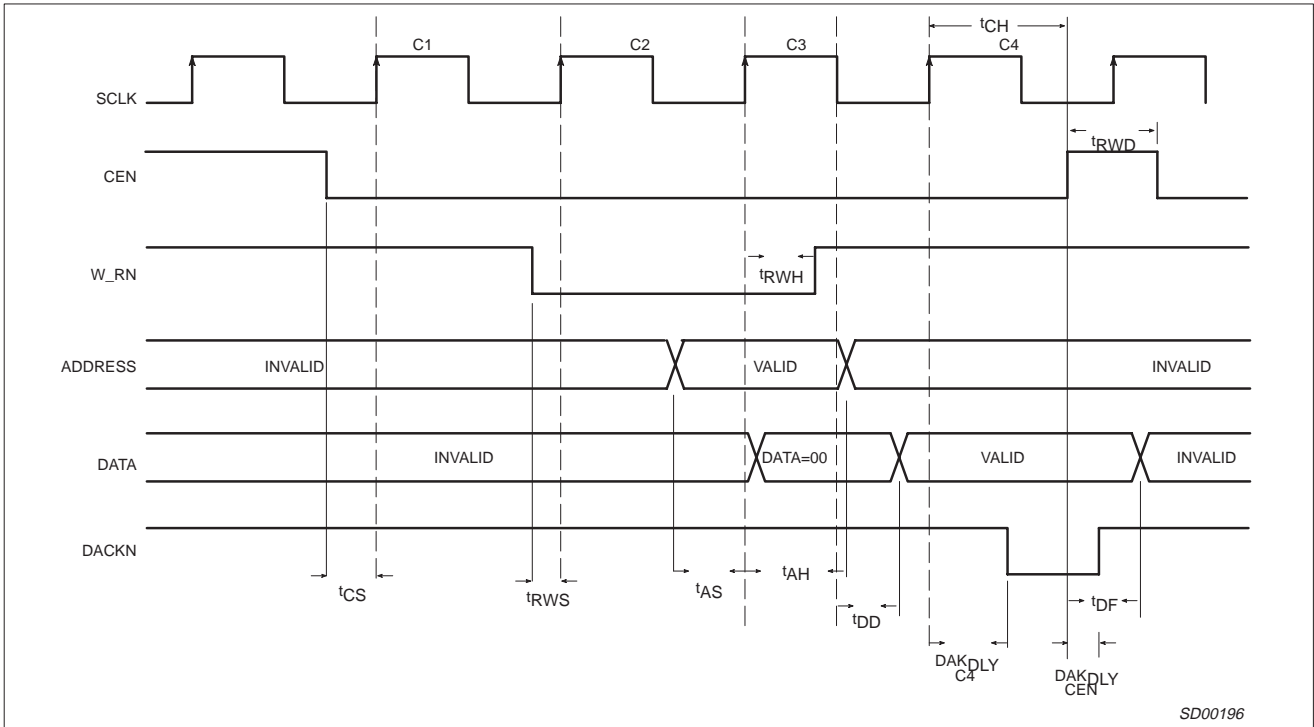 tCH
C1 C2 C3 C4
SCLK
tRWD
CEN
W_RN
tRWH
ADDRESS INVALID VALID INVALID
DATA INVALID DATA=00 VALID INVALID
DACKN
tCS tRWS tAS tAH tDD tDF
DAKDLY C4
DAKDLY CEN
SD00196